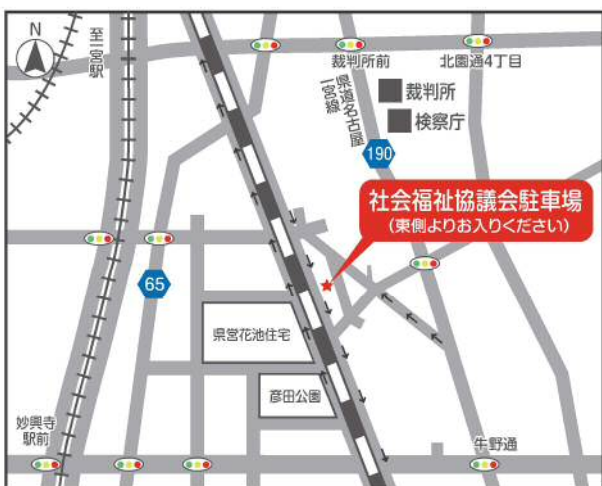 N
至一宮駅
裁判所前
北園通4丁目
県道名古屋
一宮線
裁判所
検察庁
190
社会福祉協議会駐車場
(東側よりお入りください)
65
県営花池住宅
彦田公園
妙興寺
駅前
牛野通